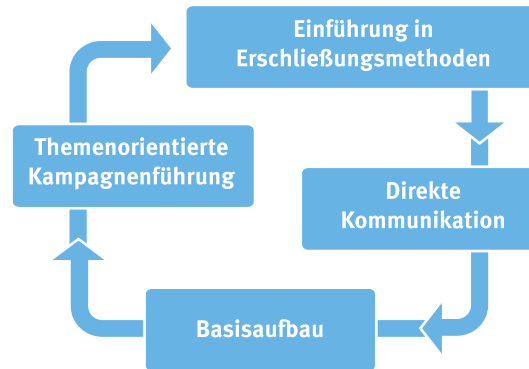 Einführung in
Erschließungsmethoden
Direkte
Kommunikation
Basisaufbau
Themenorientierte
Kampagnenführung